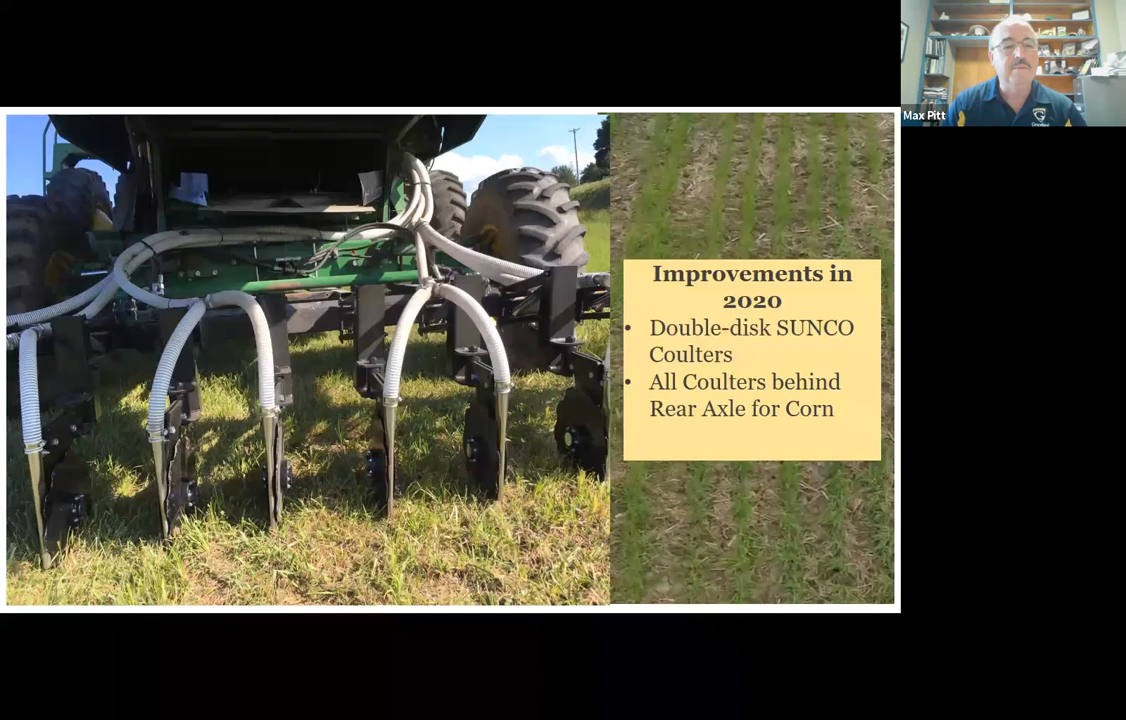 Max Pitt
Improvements in
2020
• Double-disk SUNCO
Coulters
• All Coulters behind
Rear Axle for Corn